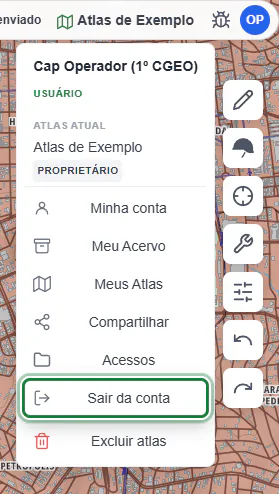 enviado
Atlas de Exemplo
OP
Cap Operador (1º CGEO)
USUÁRIO
ATLAS ATUAL
Atlas de Exemplo
PROPRIETÁRIO
Minha conta
Meu Acervo
Meus Atlas
Compartilhar
Acessos
Sair da conta
Excluir atlas